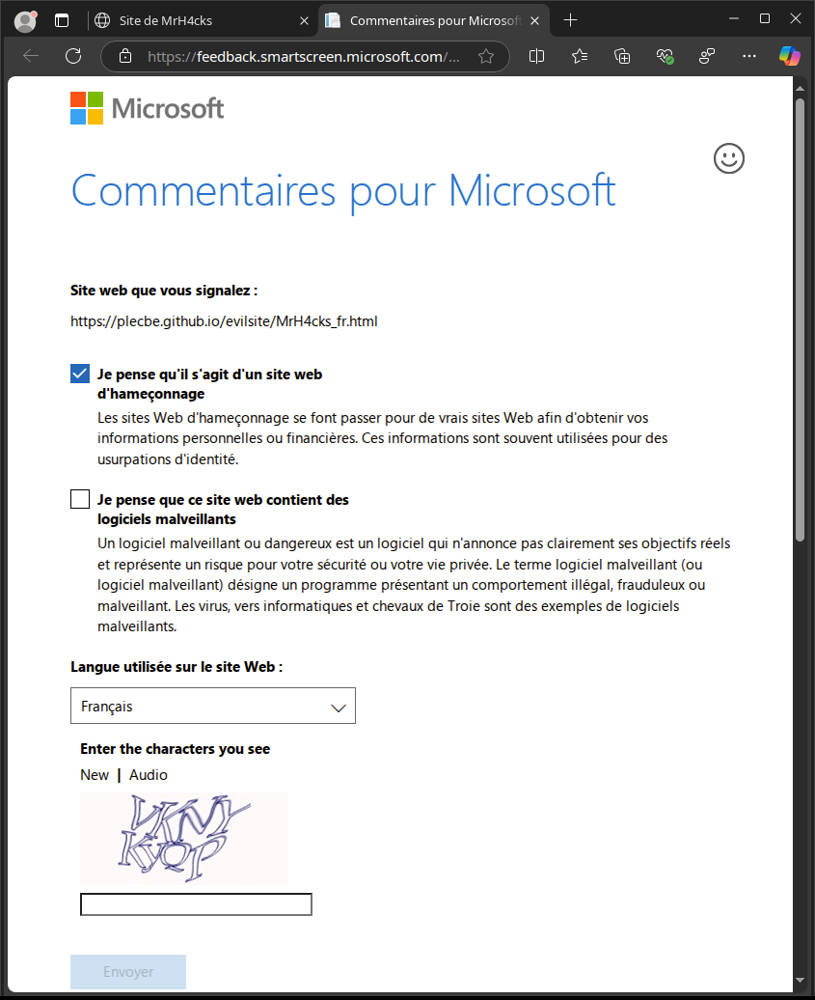 Site de MrH4cks
Commentaires pour Microsoft
https://feedback.smartscreen.microsoft.com/...
Microsoft
Commentaires pour Microsoft
Site web que vous signalez :
https://plecbe.github.io/evilsite/MrH4cks_fr.html
Je pense qu'il s'agit d'un site web
d'hameçonnage
Les sites Web d'hameçonnage se font passer pour de vrais sites Web afin d'obtenir vos
informations personnelles ou financières. Ces informations sont souvent utilisées pour des
usurpations d'identité.
Je pense que ce site web contient des
logiciels malveillants
Un logiciel malveillant ou dangereux est un logiciel qui n'annonce pas clairement ses objectifs réels
et représente un risque pour votre sécurité ou votre vie privée. Le terme logiciel malveillant (ou
logiciel malveillant) désigne un programme présentant un comportement illégal, frauduleux ou
malveillant. Les virus, vers informatiques et chevaux de Troie sont des exemples de logiciels
malveillants.
Langue utilisée sur le site Web :
Français
Enter the characters you see
New | Audio
Envoyer